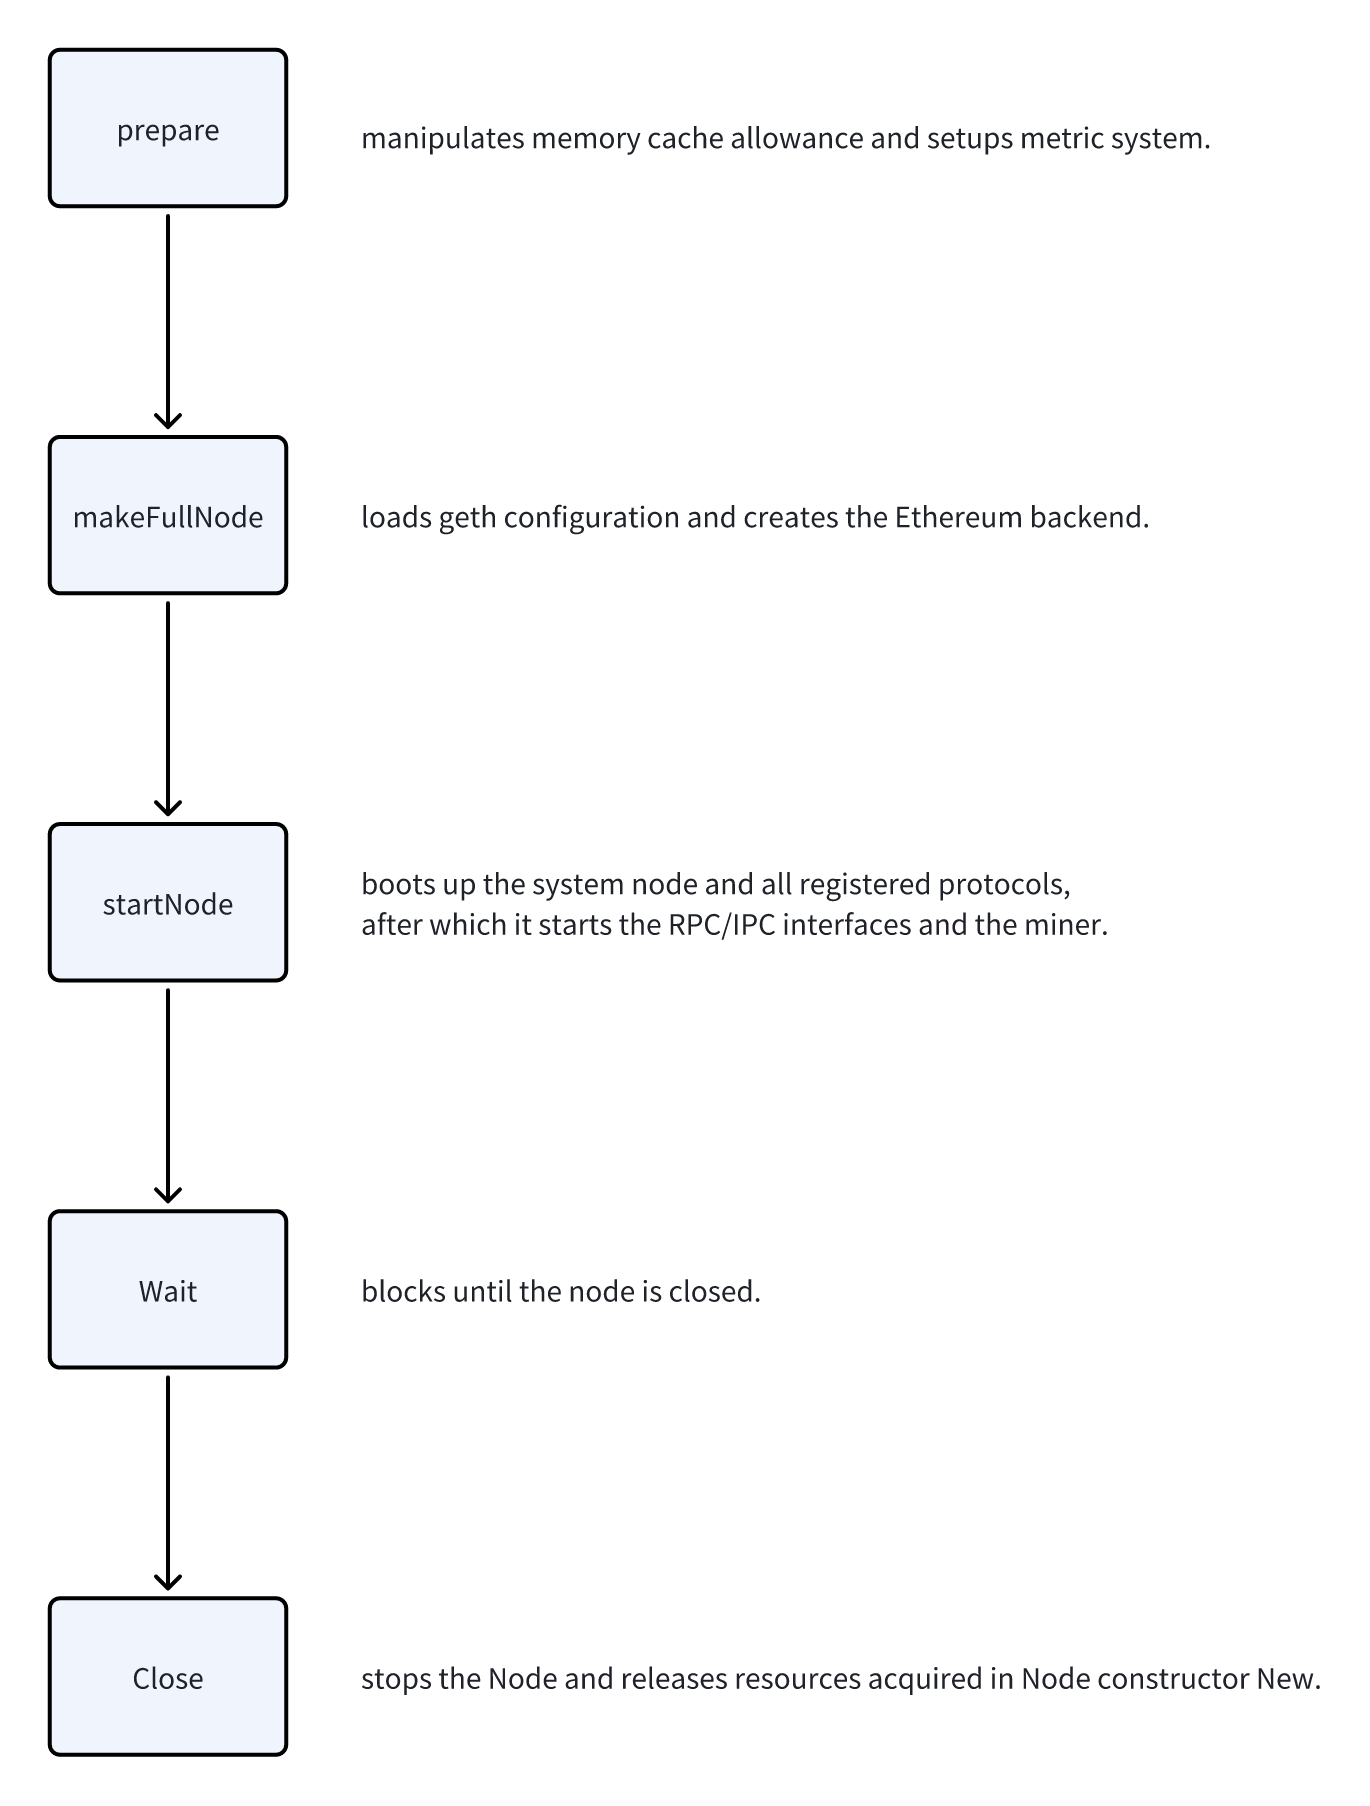 prepare
manipulates memory cache allowance and setups metric system.
makeFullNode
loads geth configuration and creates the Ethereum backend.
startNode
boots up the system node and all registered protocols,
after which it starts the RPC/IPC interfaces and the miner.
Wait
blocks until the node is closed.
Close
stops the Node and releases resources acquired in Node constructor New.